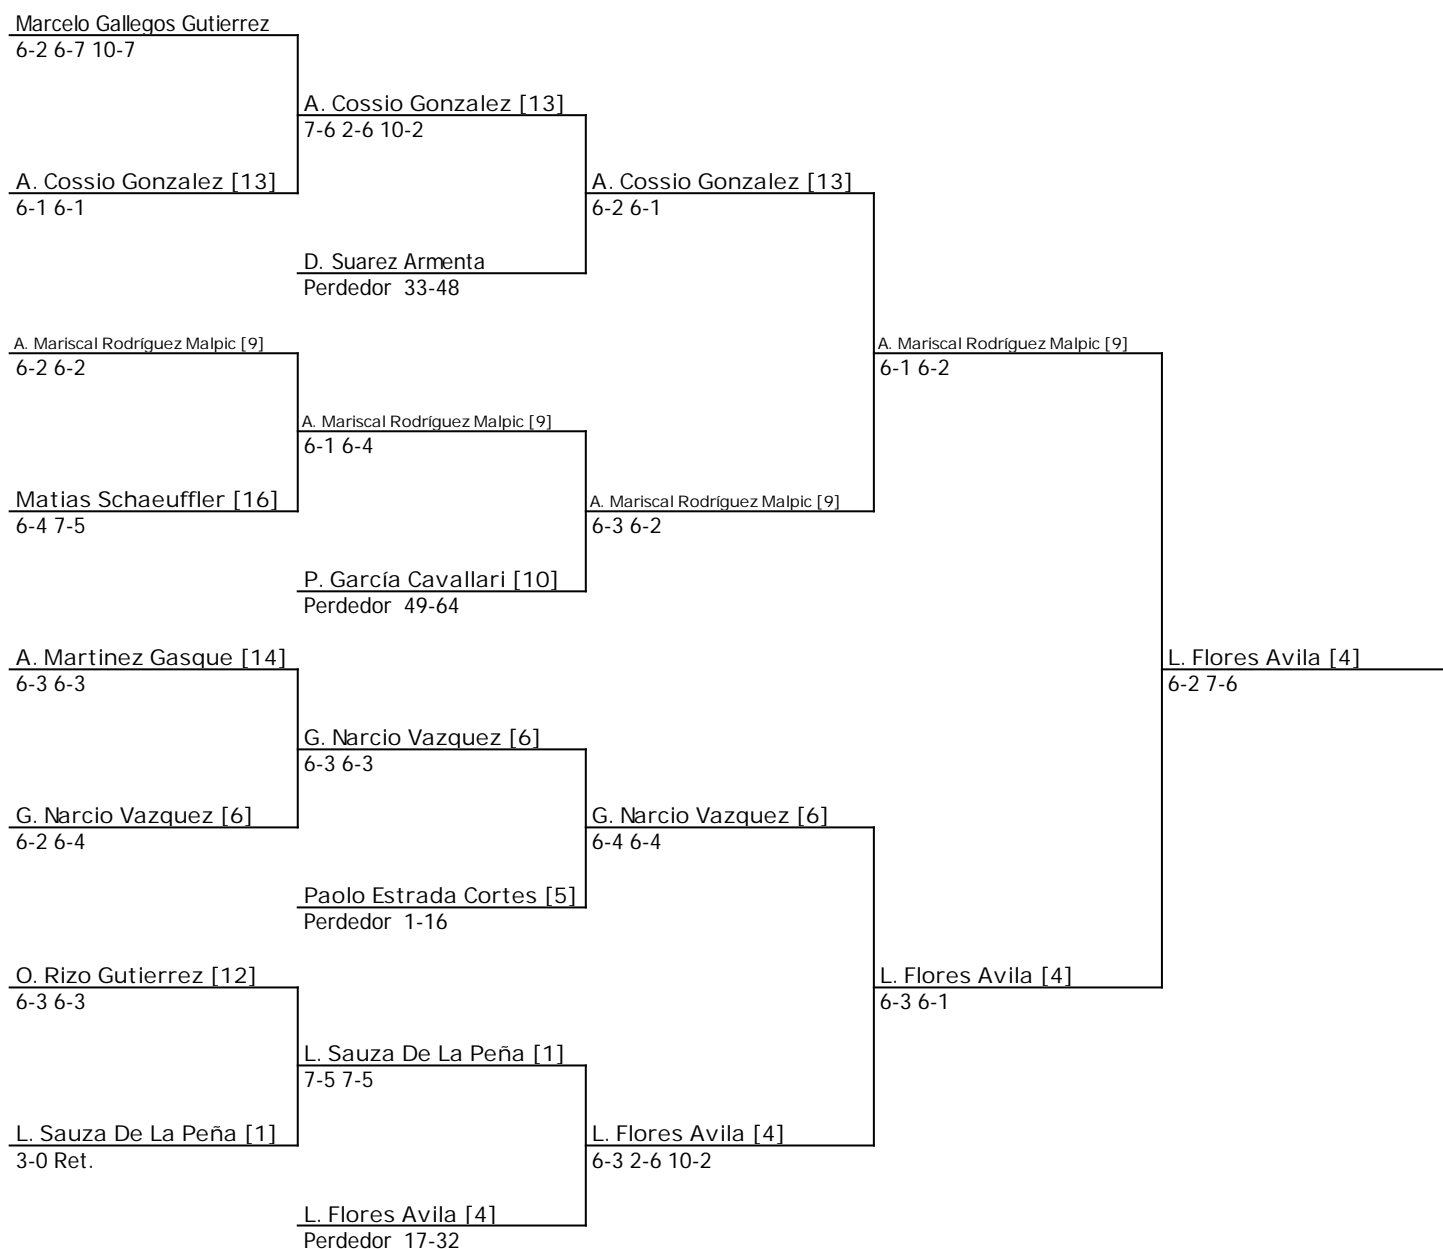 Marcelo Gallegos Gutierrez
6-2 6-7 10-7
A. Cossio Gonzalez [13]
7-6 2-6 10-2
A. Cossio Gonzalez [13]
6-1 6-1
A. Cossio Gonzalez [13]
6-2 6-1
D. Suarez Armenta
Perdedor 33-48
A. Mariscal Rodríguez Malpic [9]
6-2 6-2
A. Mariscal Rodríguez Malpic [9]
6-1 6-2
A. Mariscal Rodríguez Malpic [9]
6-1 6-4
Matias Schaeuffler [16]
6-4 7-5
A. Mariscal Rodríguez Malpic [9]
6-3 6-2
P. García Cavallari [10]
Perdedor 49-64
A. Martinez Gasque [14]
6-3 6-3
L. Flores Avila [4]
6-2 7-6
G. Narcio Vazquez [6]
6-3 6-3
G. Narcio Vazquez [6]
6-2 6-4
G. Narcio Vazquez [6]
6-4 6-4
Paolo Estrada Cortes [5]
Perdedor 1-16
O. Rizo Gutierrez [12]
6-3 6-3
L. Flores Avila [4]
6-3 6-1
L. Sauza De La Peña [1]
7-5 7-5
L. Sauza De La Peña [1]
3-0 Ret.
L. Flores Avila [4]
6-3 2-6 10-2
L. Flores Avila [4]
Perdedor 17-32